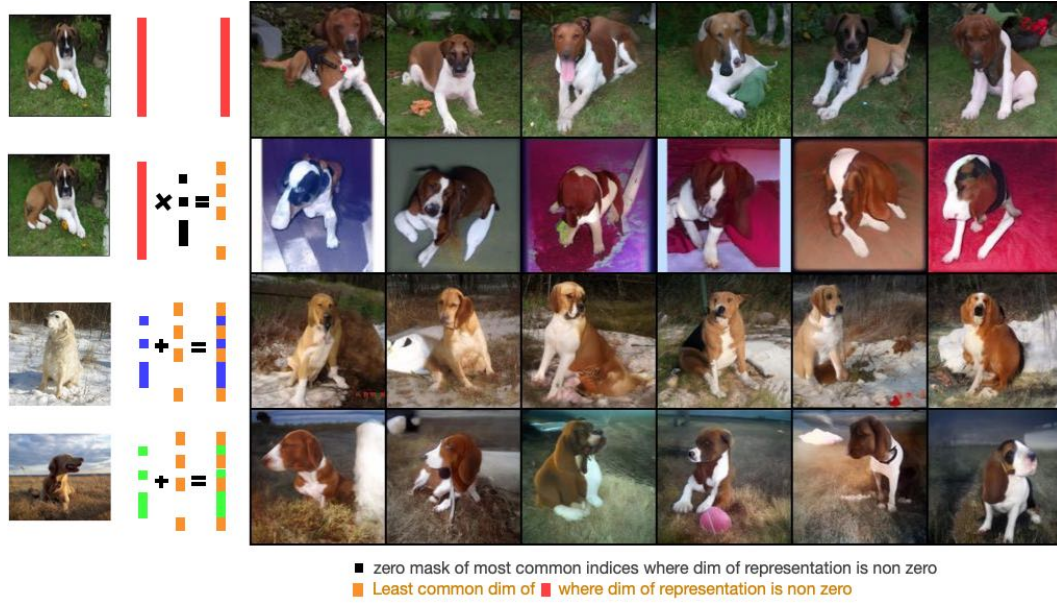 zero mask of most common indices where dim of representation is non zero
Least common dim of where dim of representation is non zero